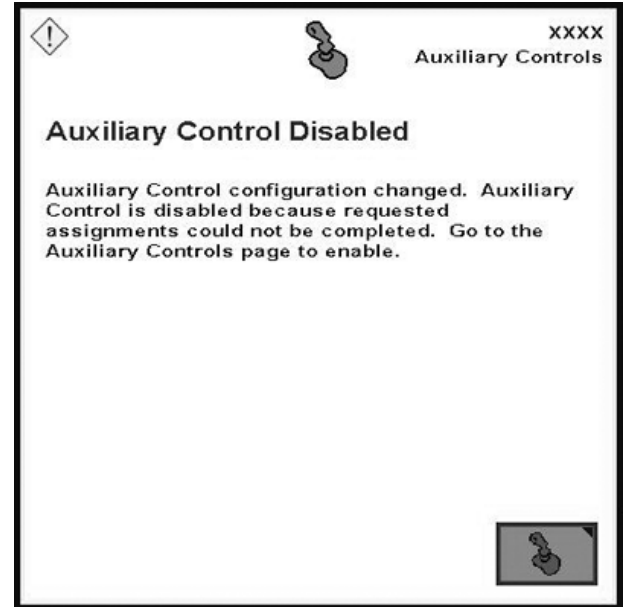 XXXX
Auxiliary Controls
Auxiliary Control Disabled
Auxiliary Control configuration changed.  Auxiliary
Control is disabled because requested
assignments could not be completed.  Go to the
Auxiliary Controls page to enable.